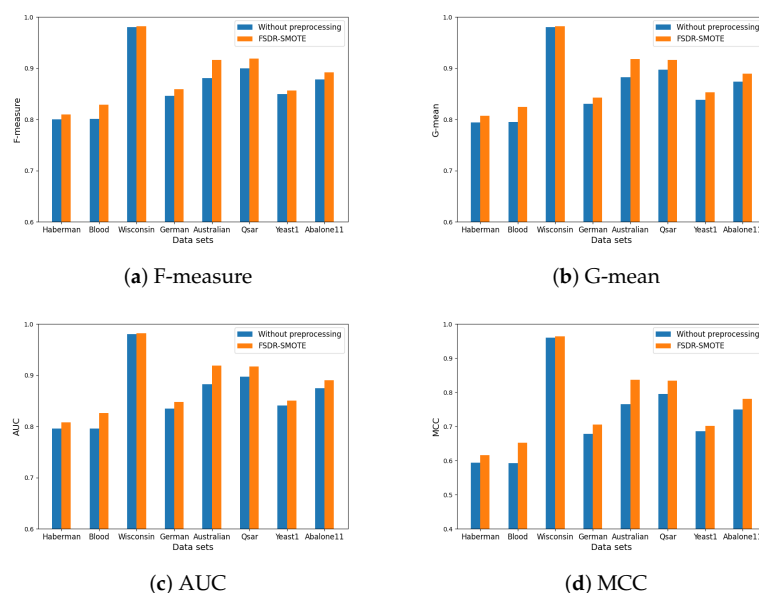 1.0
0.9
0.8
0.7
0.6
F-measure
Without preprocessing
FSDR-SMOTE
Haberman Blood Wisconsin German Australian Qsar Yeast1 Abalone11
Data sets
(a) F-measure
1.0
0.9
0.8
0.7
0.6
G-mean
Without preprocessing
FSDR-SMOTE
Haberman Blood Wisconsin German Australian Qsar Yeast1 Abalone11
Data sets
(b) G-mean
1.0
0.9
0.8
0.7
0.6
AUC
Without preprocessing
FSDR-SMOTE
Haberman Blood Wisconsin German Australian Qsar Yeast1 Abalone11
Data sets
(c) AUC
1.0
0.9
0.8
0.7
0.6
0.5
0.4
MCC
Without preprocessing
FSDR-SMOTE
Haberman Blood Wisconsin German Australian Qsar Yeast1 Abalone11
Data sets
(d) MCC